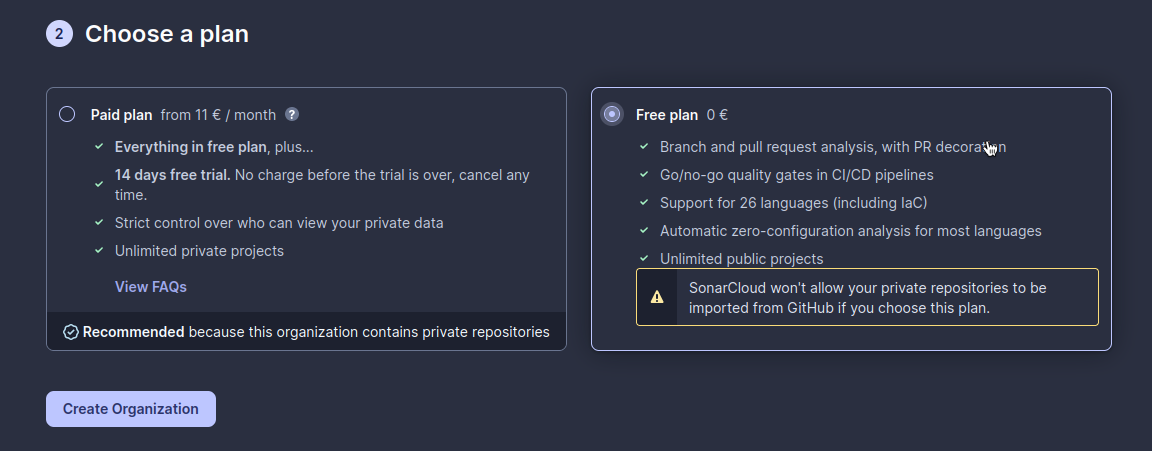 2 Choose a plan
Paid plan from 11 € / month ?
Everything in free plan, plus...
14 days free trial. No charge before the trial is over, cancel any
time.
Strict control over who can view your private data
Unlimited private projects
View FAQs
Recommended because this organization contains private repositories
Free plan 0 €
Branch and pull request analysis, with PR decoration
Go/no-go quality gates in CI/CD pipelines
Support for 26 languages (including IaC)
Automatic zero-configuration analysis for most languages
Unlimited public projects
SonarCloud won't allow your private repositories to be
imported from GitHub if you choose this plan.
Create Organization